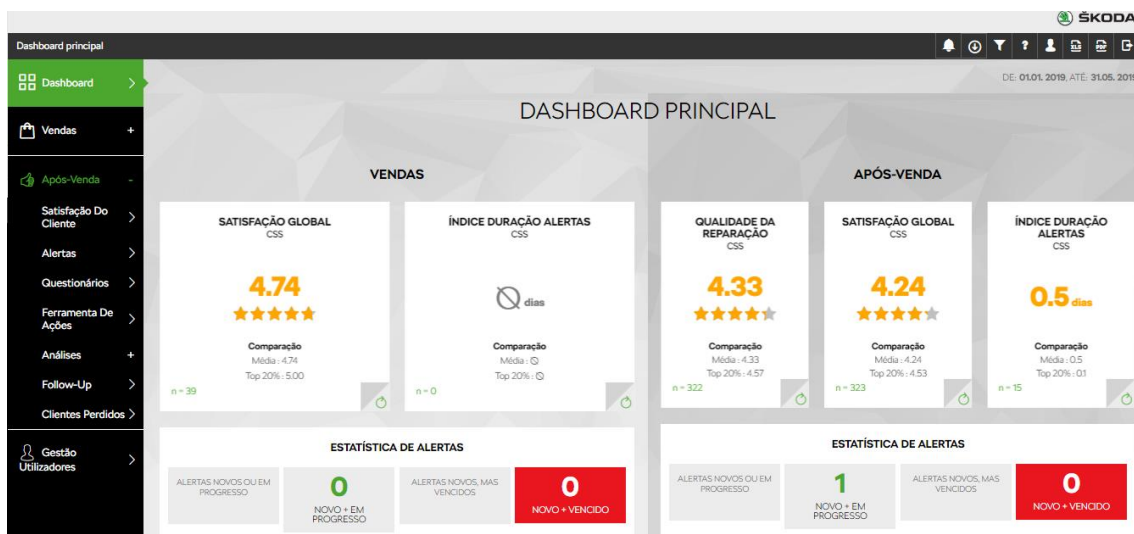 ŠKODA
Dashboard principal
XLS
PDF
DE: 01.01. 2019, ATÉ: 31.05. 2019
Dashboard
Vendas
Após-Venda
Satisfação Do
Cliente
Alertas
Questionários
Ferramenta De
Ações
Análises
Follow-Up
Clientes Perdidos
Gestão
Utilizadores
DASHBOARD PRINCIPAL
VENDAS
SATISFAÇÃO GLOBAL
CSS
4.74
Comparação
Média : 4.74
Top 20% : 5.00
n = 39
ÍNDICE DURAÇÃO ALERTAS
CSS
dias
Comparação
Média :
Top 20% :
n = 0
ESTATÍSTICA DE ALERTAS
ALERTAS NOVOS OU EM
PROGRESSO
0
NOVO + EM
PROGRESSO
ALERTAS NOVOS, MAS
VENCIDOS
0
NOVO + VENCIDO
APÓS-VENDA
QUALIDADE DA
REPARAÇÃO
CSS
4.33
Comparação
Média : 4.33
Top 20% : 4.57
n = 322
SATISFAÇÃO GLOBAL
CSS
4.24
Comparação
Média : 4.24
Top 20% : 4.53
n = 323
ÍNDICE DURAÇÃO
ALERTAS
CSS
0.5 dias
Comparação
Média : 0.5
Top 20% : 0.1
n = 15
ESTATÍSTICA DE ALERTAS
ALERTAS NOVOS OU EM
PROGRESSO
1
NOVO + EM
PROGRESSO
ALERTAS NOVOS, MAS
VENCIDOS
0
NOVO + VENCIDO